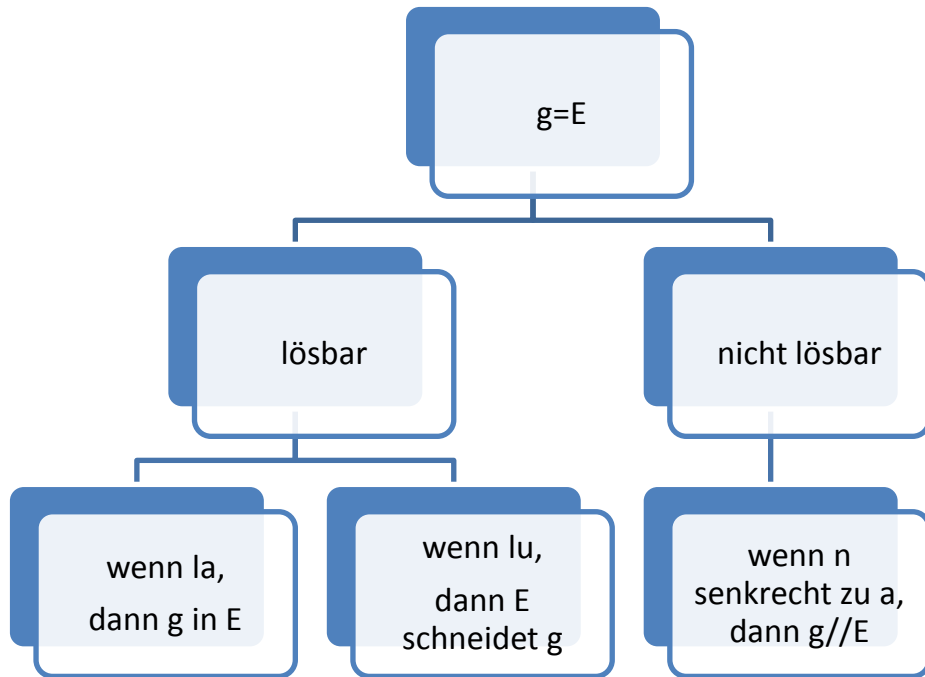 g=E
lösbar
nicht lösbar
wenn la,
dann g in E
wenn lu,
dann E
schneidet g
wenn n
senkrecht zu a,
dann g//E